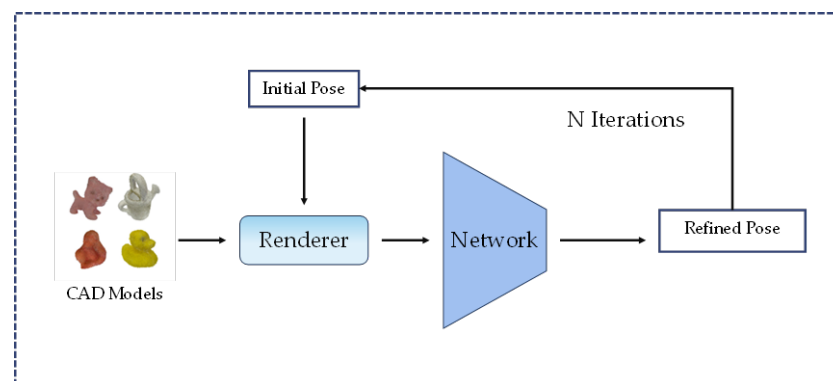 Initial Pose
N Iterations
Renderer
Network
Refined Pose
CAD Models